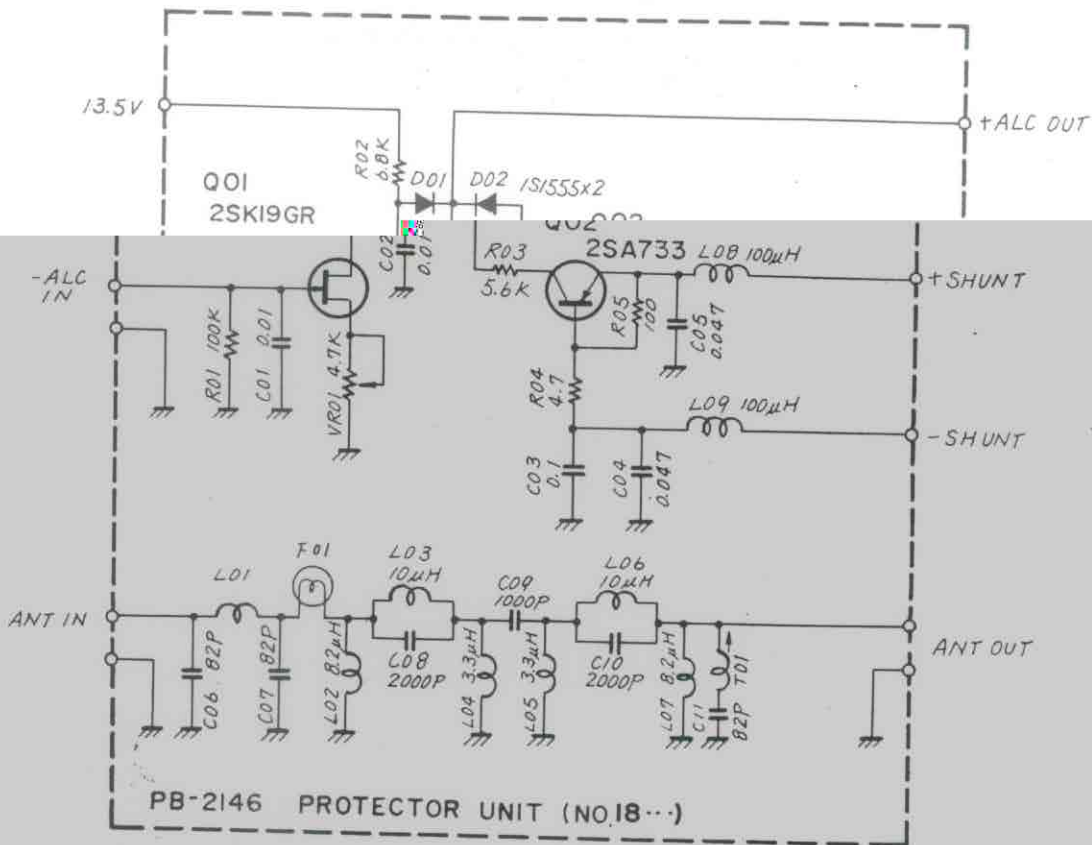 13.5V
+ALC OUT
R02
6.8K
D01
D02
1S1555x2
Q01
2SK19GR
C02
0.01
2SA733
R03
5.6K
L08 100μH
+SHUNT
-ALC
IN
R01 100K
C01 0.01
VR01 4.7K
R05
100
C05
0.047
R04
4.7
L09 100μH
-SHUNT
C03
0.1
C04
0.047
F01
L01
L03
10μH
C09
1000P
L06
10μH
ANT IN
C06 82P
C07 82P
L02 8.2μH
C08
2000P
L04 3.3μH
L05 3.3μH
C10
2000P
L07 8.2μH
C11
82P
T01
ANT OUT
PB-2146 PROTECTOR UNIT (NO.18···)